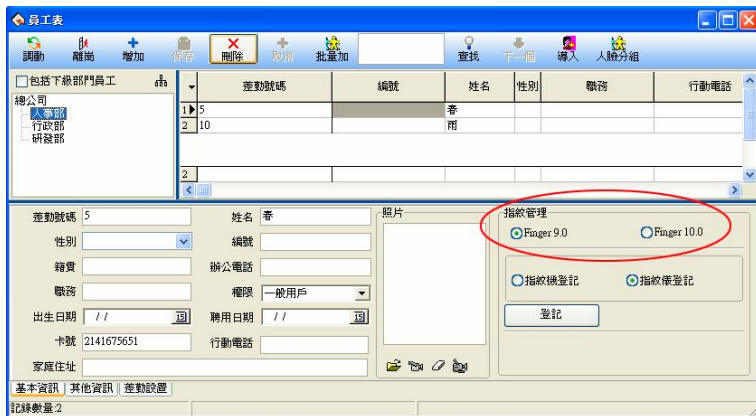 員工表
調動 離崗 增加 保存 刪除 取消 批量加 查找 下一個 導入 人臉分組
包括下級部門員工
總公司
人事部
行政部
研發部
差勤號碼 編號 姓名 性別 職務 行動電話
1 5 春
2 10 雨
2
差勤號碼 5 姓名 春 照片 指紋管理
性別 編號 Finger 9.0 Finger 10.0
籍貫 辦公電話
職務 權限 一般用戶 指紋機登記 指紋儀登記
出生日期 / / 15 聘用日期 / / 15 登記
卡號 2141675651 行動電話
家庭住址
基本資訊 其他資訊 差勤設置
記錄數量:2